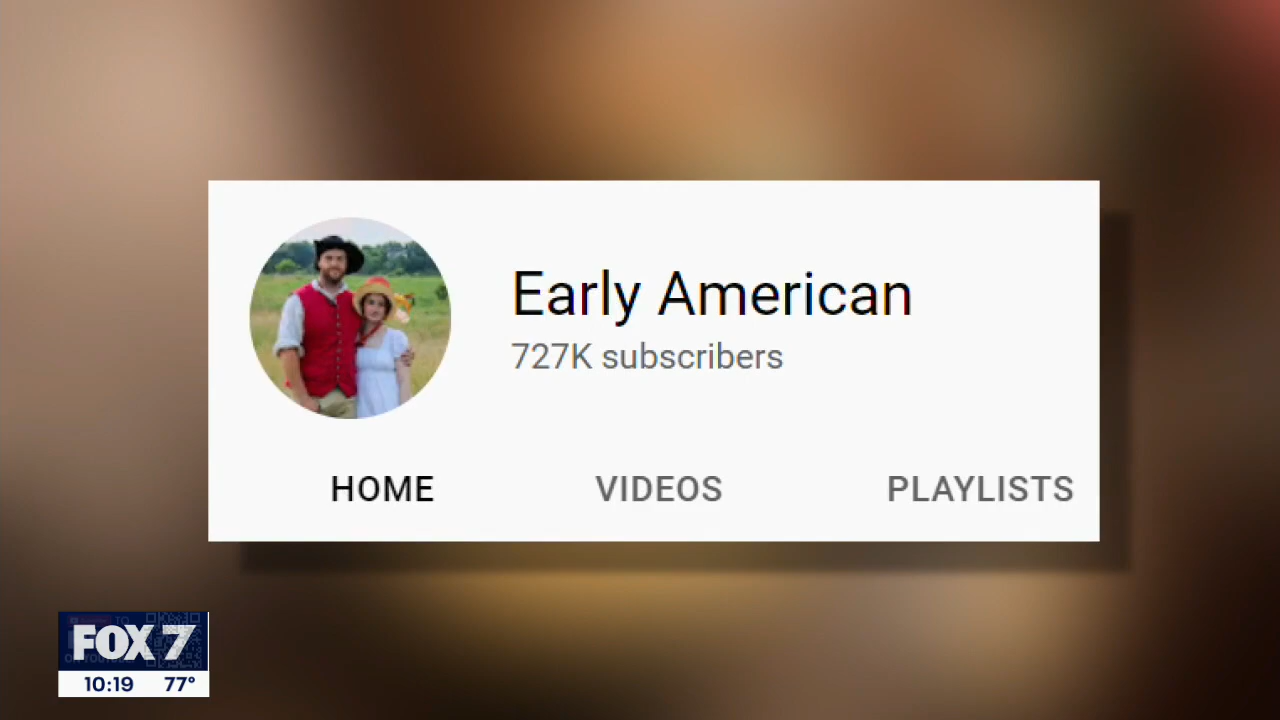 Early American
727K subscribers
HOME VIDEOS PLAYLISTS
FOX 7
10:19 77°